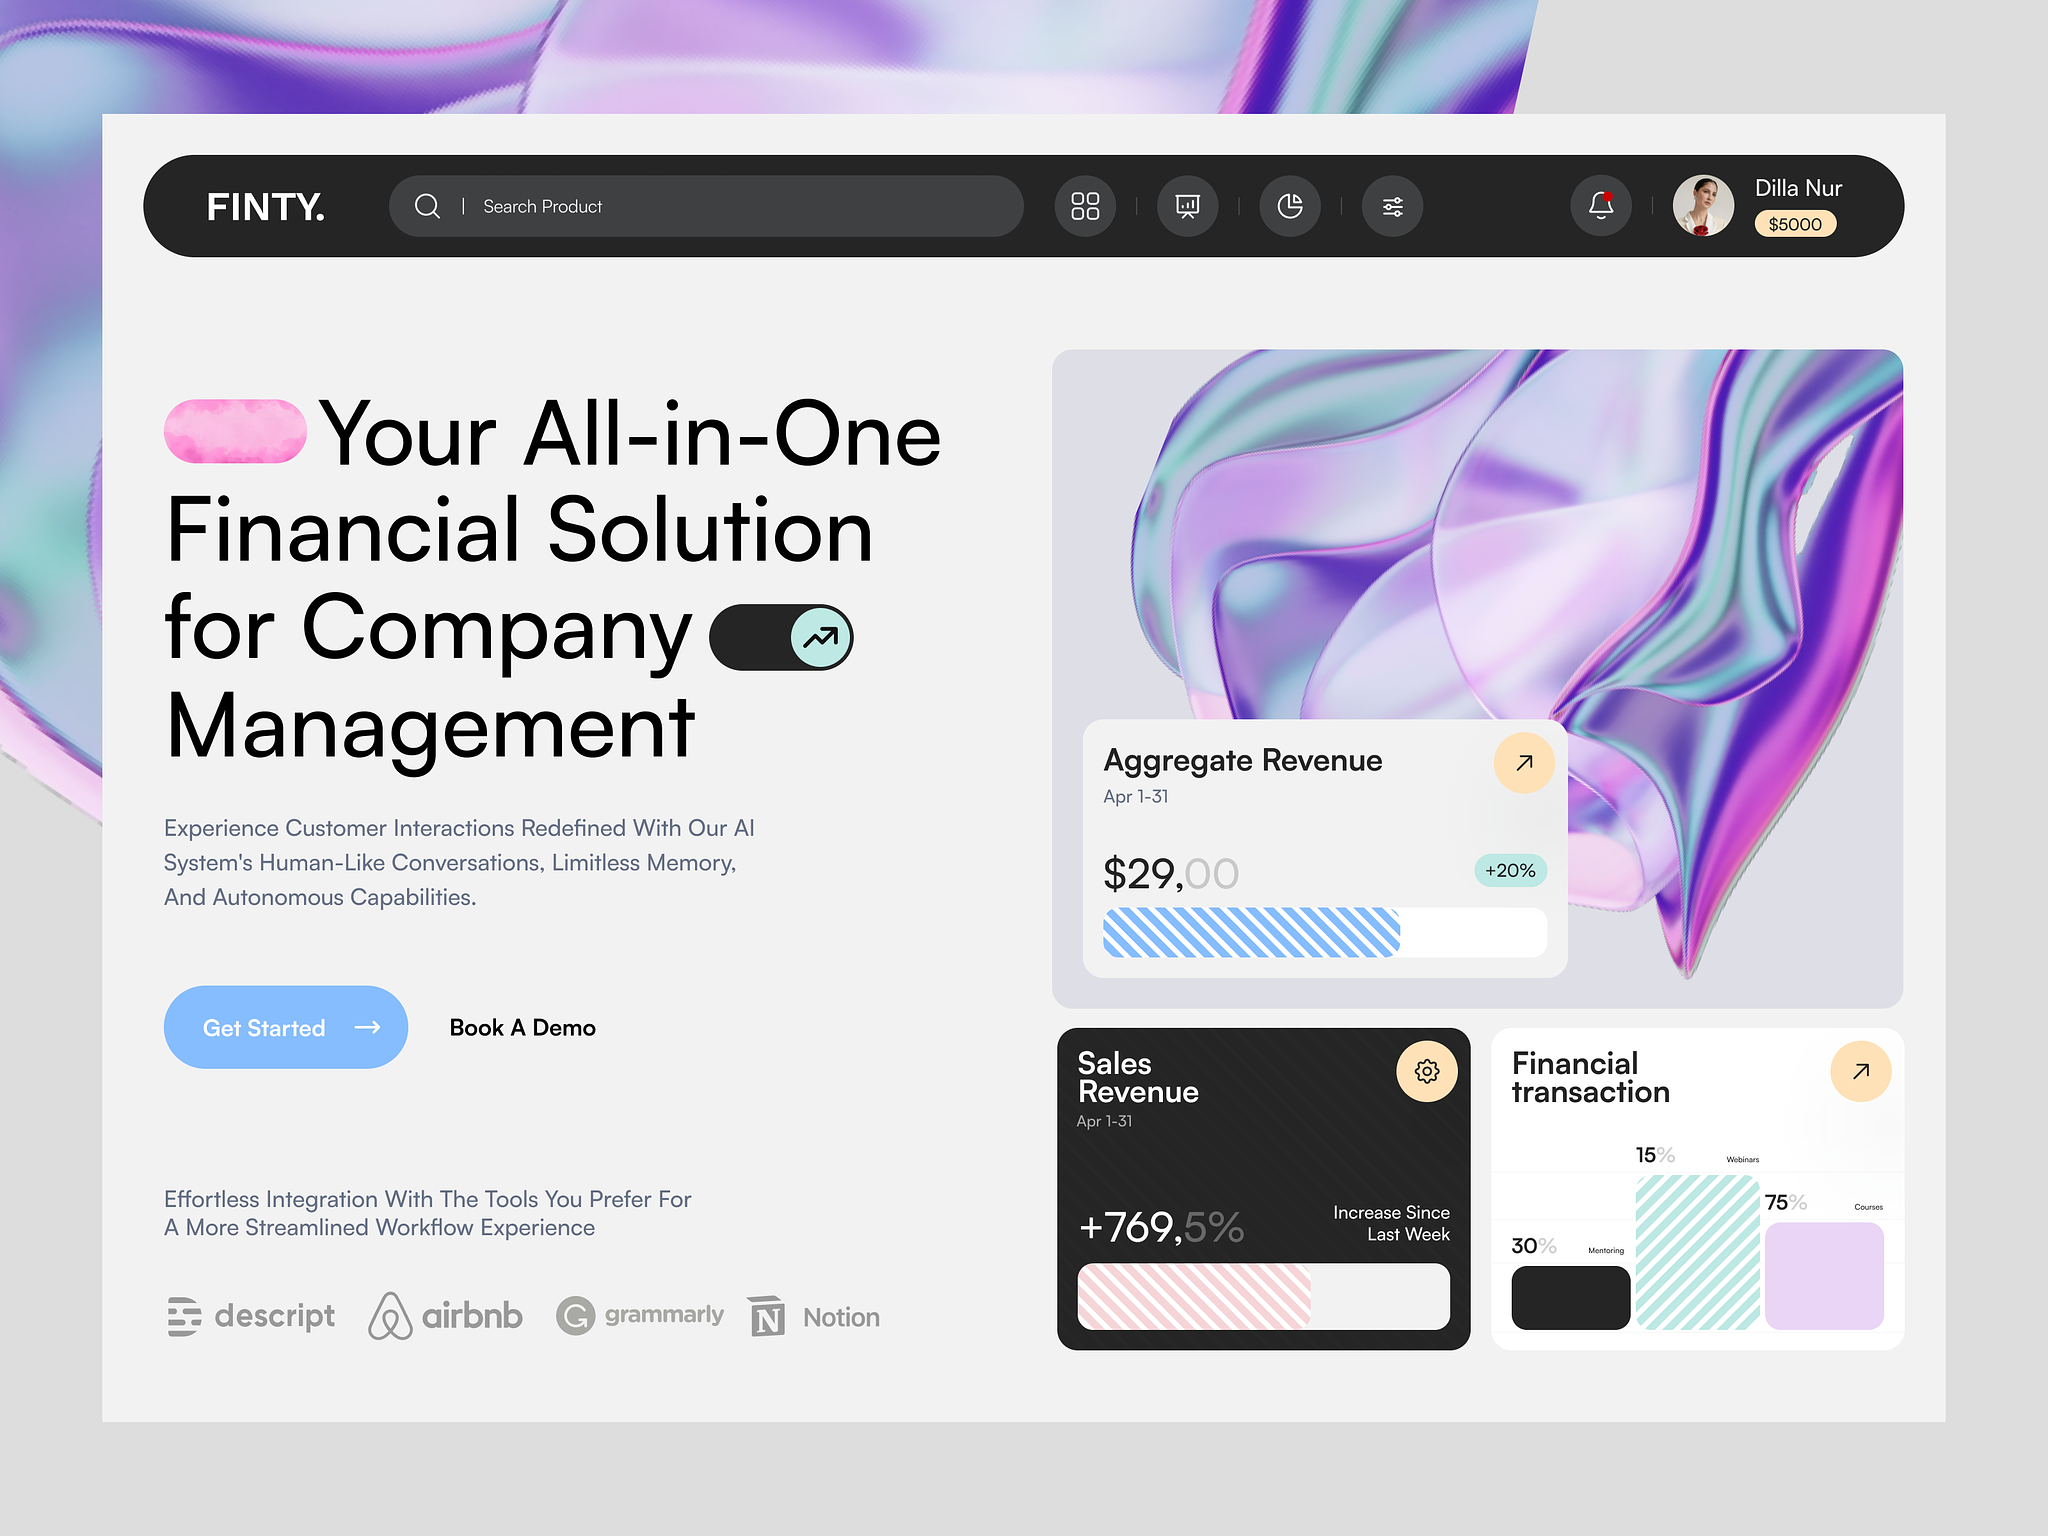 FINTY.
Search Product
Dilla Nur
$5000
Your All-in-One
Financial Solution
for Company
Management
Experience Customer Interactions Redefined With Our AI
System's Human-Like Conversations, Limitless Memory,
And Autonomous Capabilities.
Get Started
Book A Demo
Effortless Integration With The Tools You Prefer For
A More Streamlined Workflow Experience
descript
airbnb
grammarly
Notion
Aggregate Revenue
Apr 1-31
$29,00
+20%
Sales
Revenue
Apr 1-31
+769,5%
Increase Since
Last Week
Financial
transaction
15%
Webinars
75%
Courses
30%
Mentoring